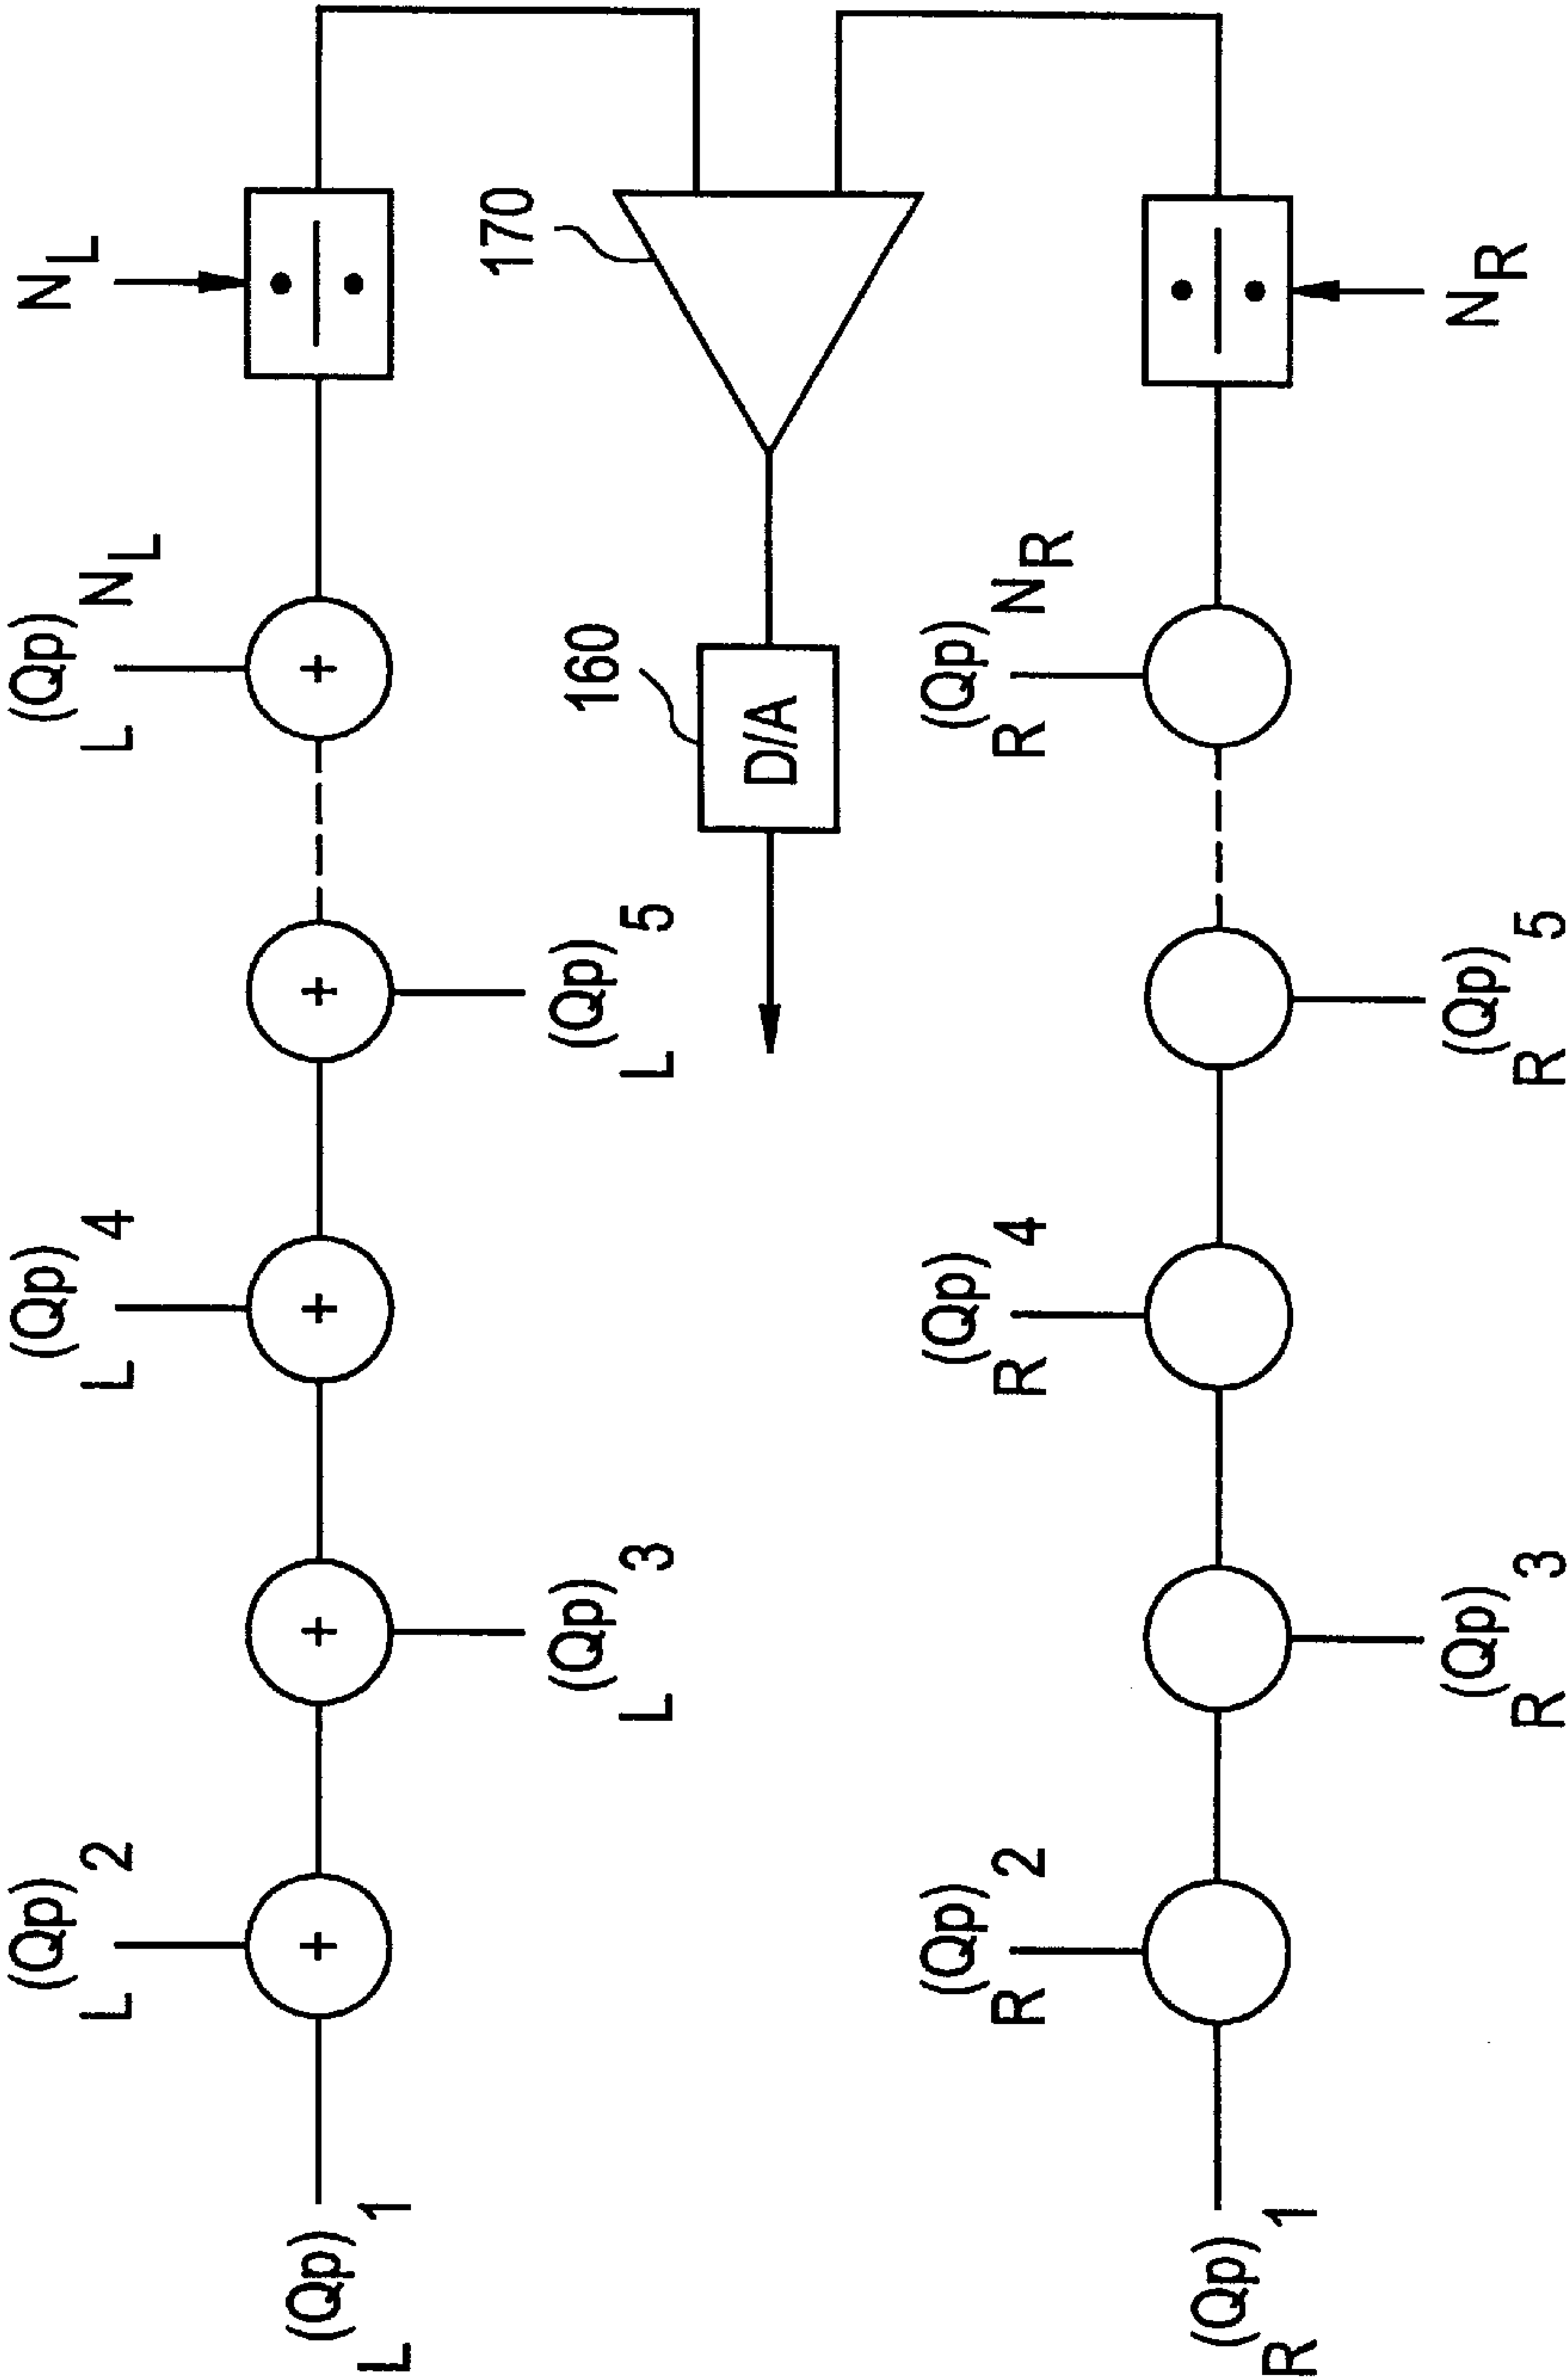 L(Qp)1
L(Qp)2
+
L(Qp)3
+
L(Qp)4
+
L(Qp)5
+
L(Qp)NL
+
NL
÷
170
160
D/A
R(Qp)1
R(Qp)2
R(Qp)3
R(Qp)4
R(Qp)5
R(Qp)NR
NR
÷